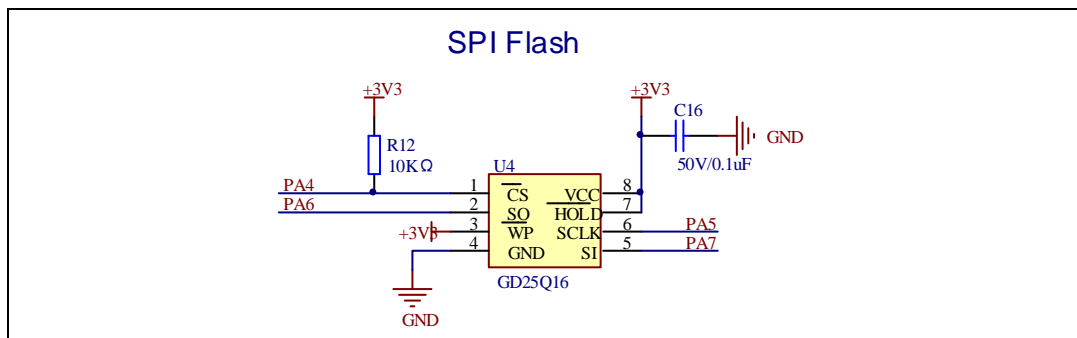 SPI Flash
+3V3
+3V3
C16
GND
R12
10KΩ
50V/0.1uF
U4
PA4
1
CS
VCC
8
PA6
2
SO
HOLD
7
+3V3
3
WP
SCLK
6
PA5
4
GND
SI
5
PA7
GD25Q16
GND